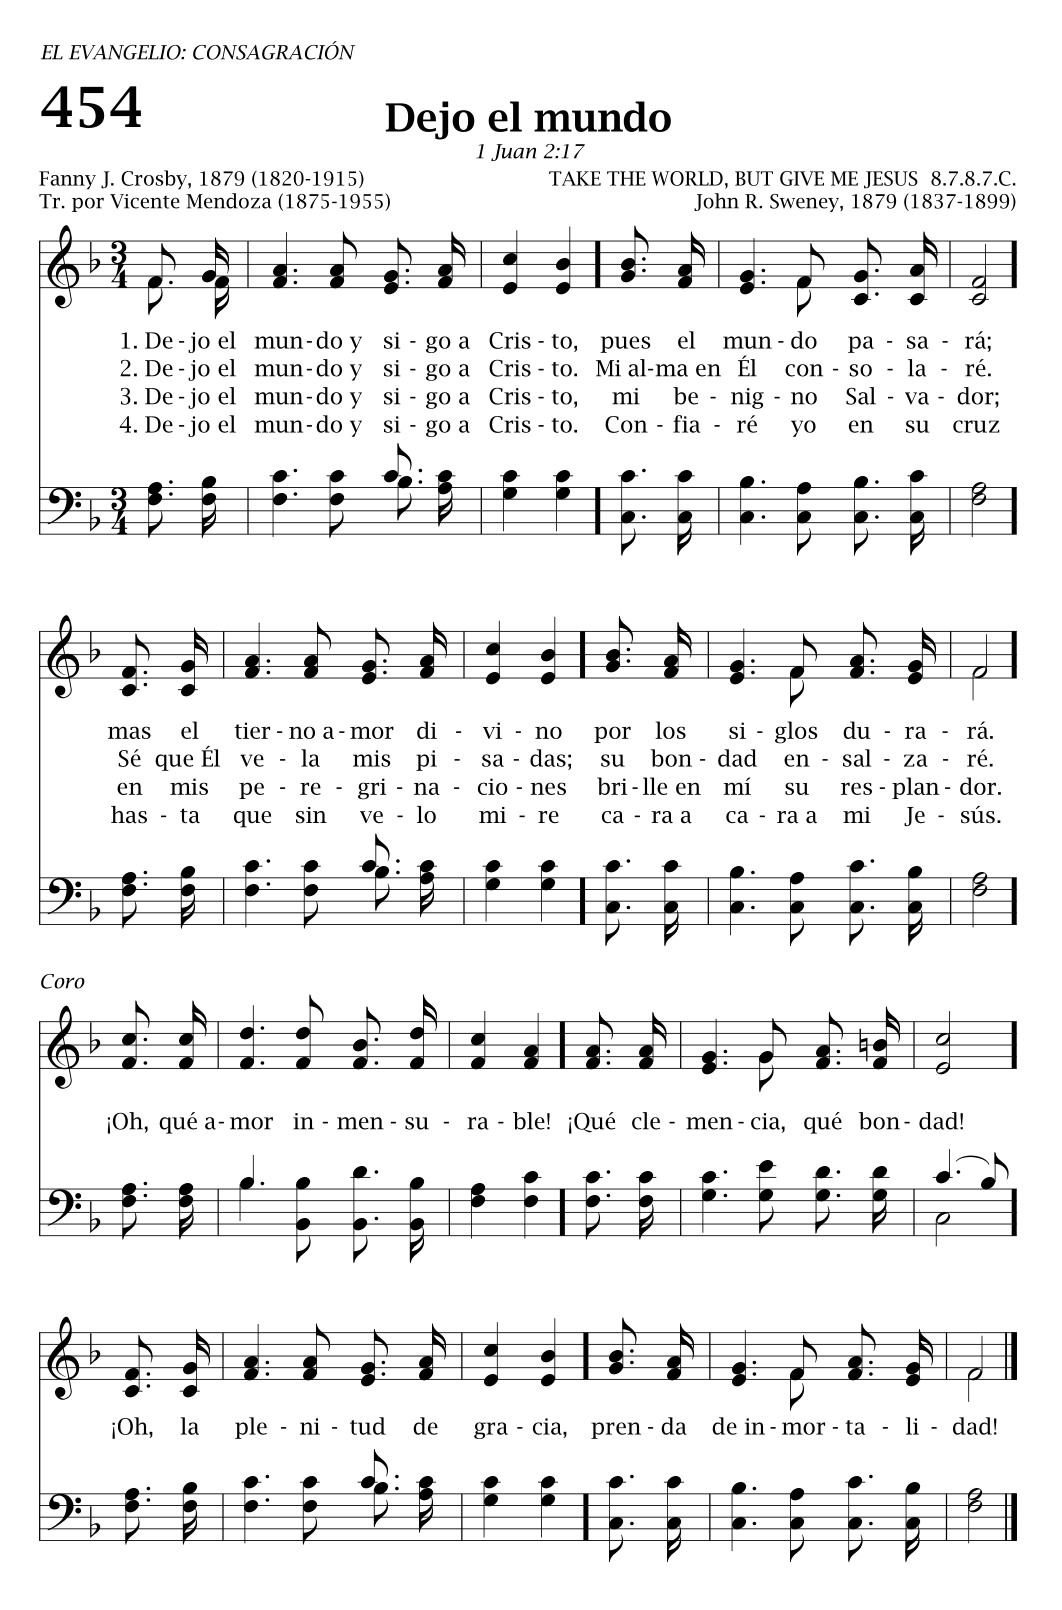 EL EVANGELIO: CONSAGRACIÓN
454
Dejo el mundo
1 Juan 2:17
Fanny J. Crosby, 1879 (1820-1915)
TAKE THE WORLD, BUT GIVE ME JESUS 8.7.8.7.C.
Tr. por Vicente Mendoza (1875-1955)
John R. Sweney, 1879 (1837-1899)
1. De - jo el mun - do y si - go a Cris - to, pues el mun - do pa - sa - rá;
2. De - jo el mun - do y si - go a Cris - to. Mi al - ma en Él con - so - la - ré.
3. De - jo el mun - do y si - go a Cris - to, mi be - nig - no Sal - va - dor;
4. De - jo el mun - do y si - go a Cris - to. Con - fia - ré yo en su cruz
mas el tier - no a - mor di - vi - no por los si - glos du - ra - rá.
Sé que Él ve - la mis pi - sa - das; su bon - dad en - sal - za - ré.
en mis pe - re - gri - na - cio - nes bri - lle en mí su res - plan - dor.
has - ta que sin ve - lo mi - re ca - ra a ca - ra a mi Je - sús.
Coro
¡Oh, qué a - mor in - men - su - ra - ble! ¡Qué cle - men - cia, qué bon - dad!
¡Oh, la ple - ni - tud de gra - cia, pren - da de in - mor - ta - li - dad!